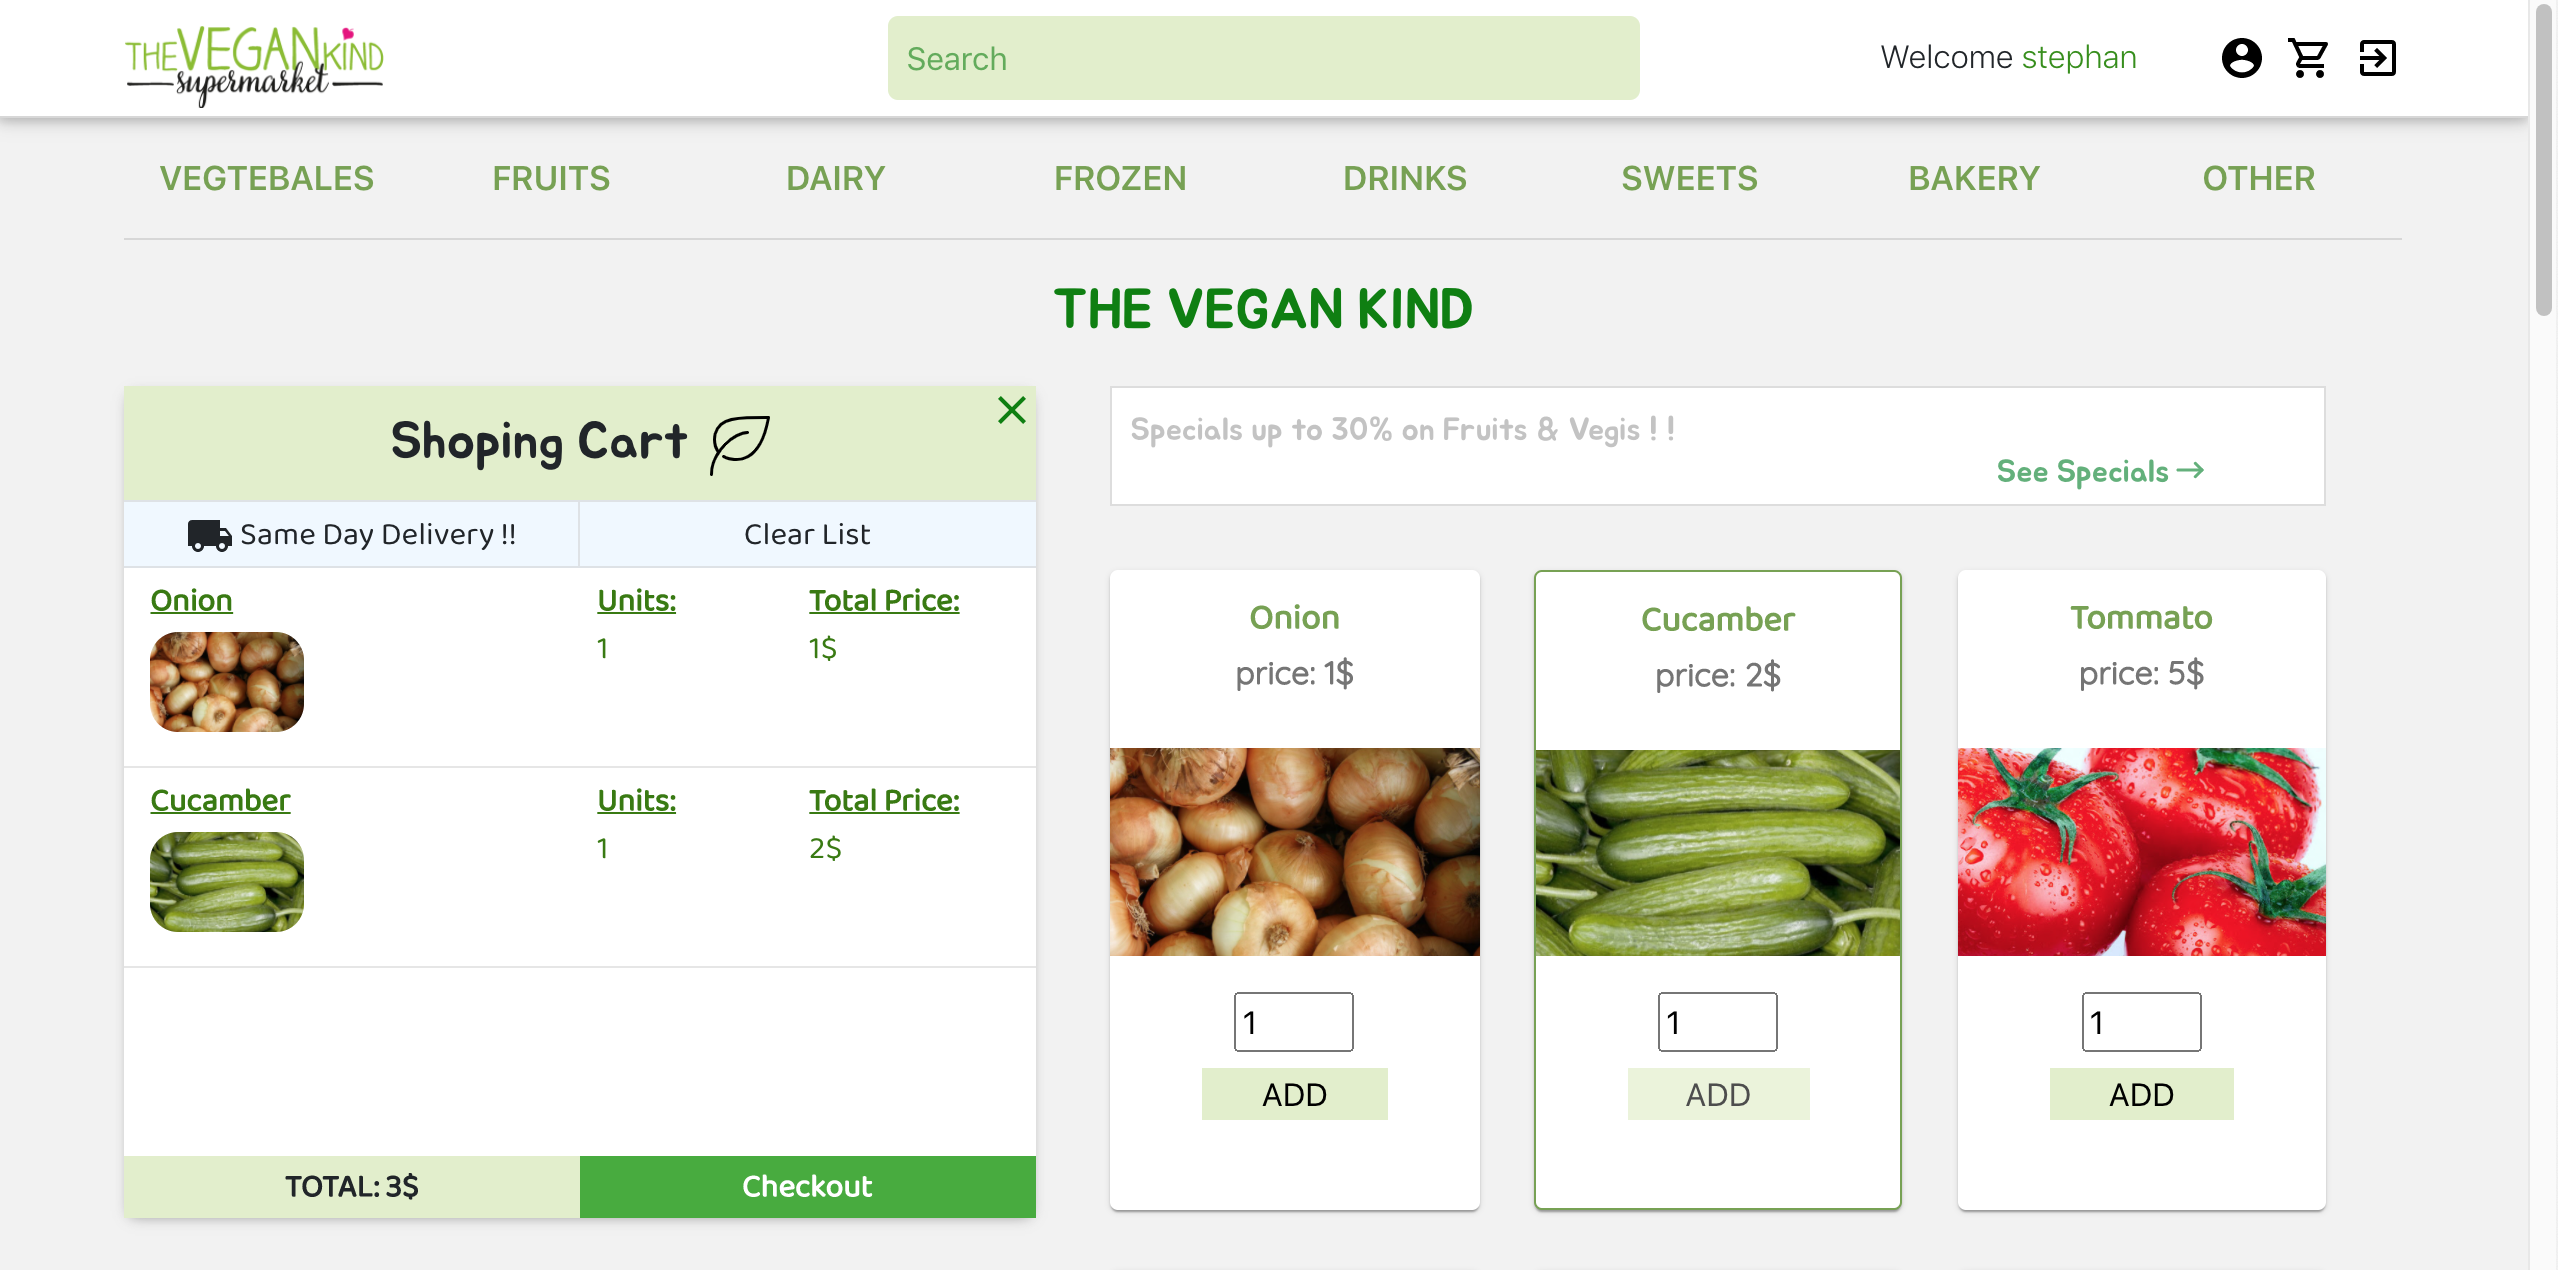 THE VEGAN KIND
supermarket
Search
Welcome stephan
VEGTEBALES FRUITS DAIRY FROZEN DRINKS SWEETS BAKERY OTHER
THE VEGAN KIND
Shoping Cart
Same Day Delivery !! Clear List
Onion Units: Total Price:
1 1$
Cucamber Units: Total Price:
1 2$
TOTAL: 3$ Checkout
Specials up to 30% on Fruits & Vegis ! !
See Specials →
Onion
price: 1$
1
ADD
Cucamber
price: 2$
1
ADD
Tommato
price: 5$
1
ADD